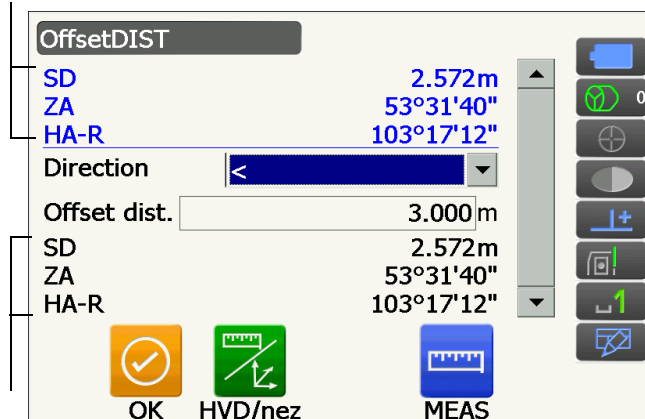 OffsetDIST
SD 2.572m
ZA 53°31'40"
HA-R 103°17'12"
Direction <
Offset dist. 3.000 m
SD 2.572m
ZA 53°31'40"
HA-R 103°17'12"
0
+
!
1
OK HVD/nez MEAS